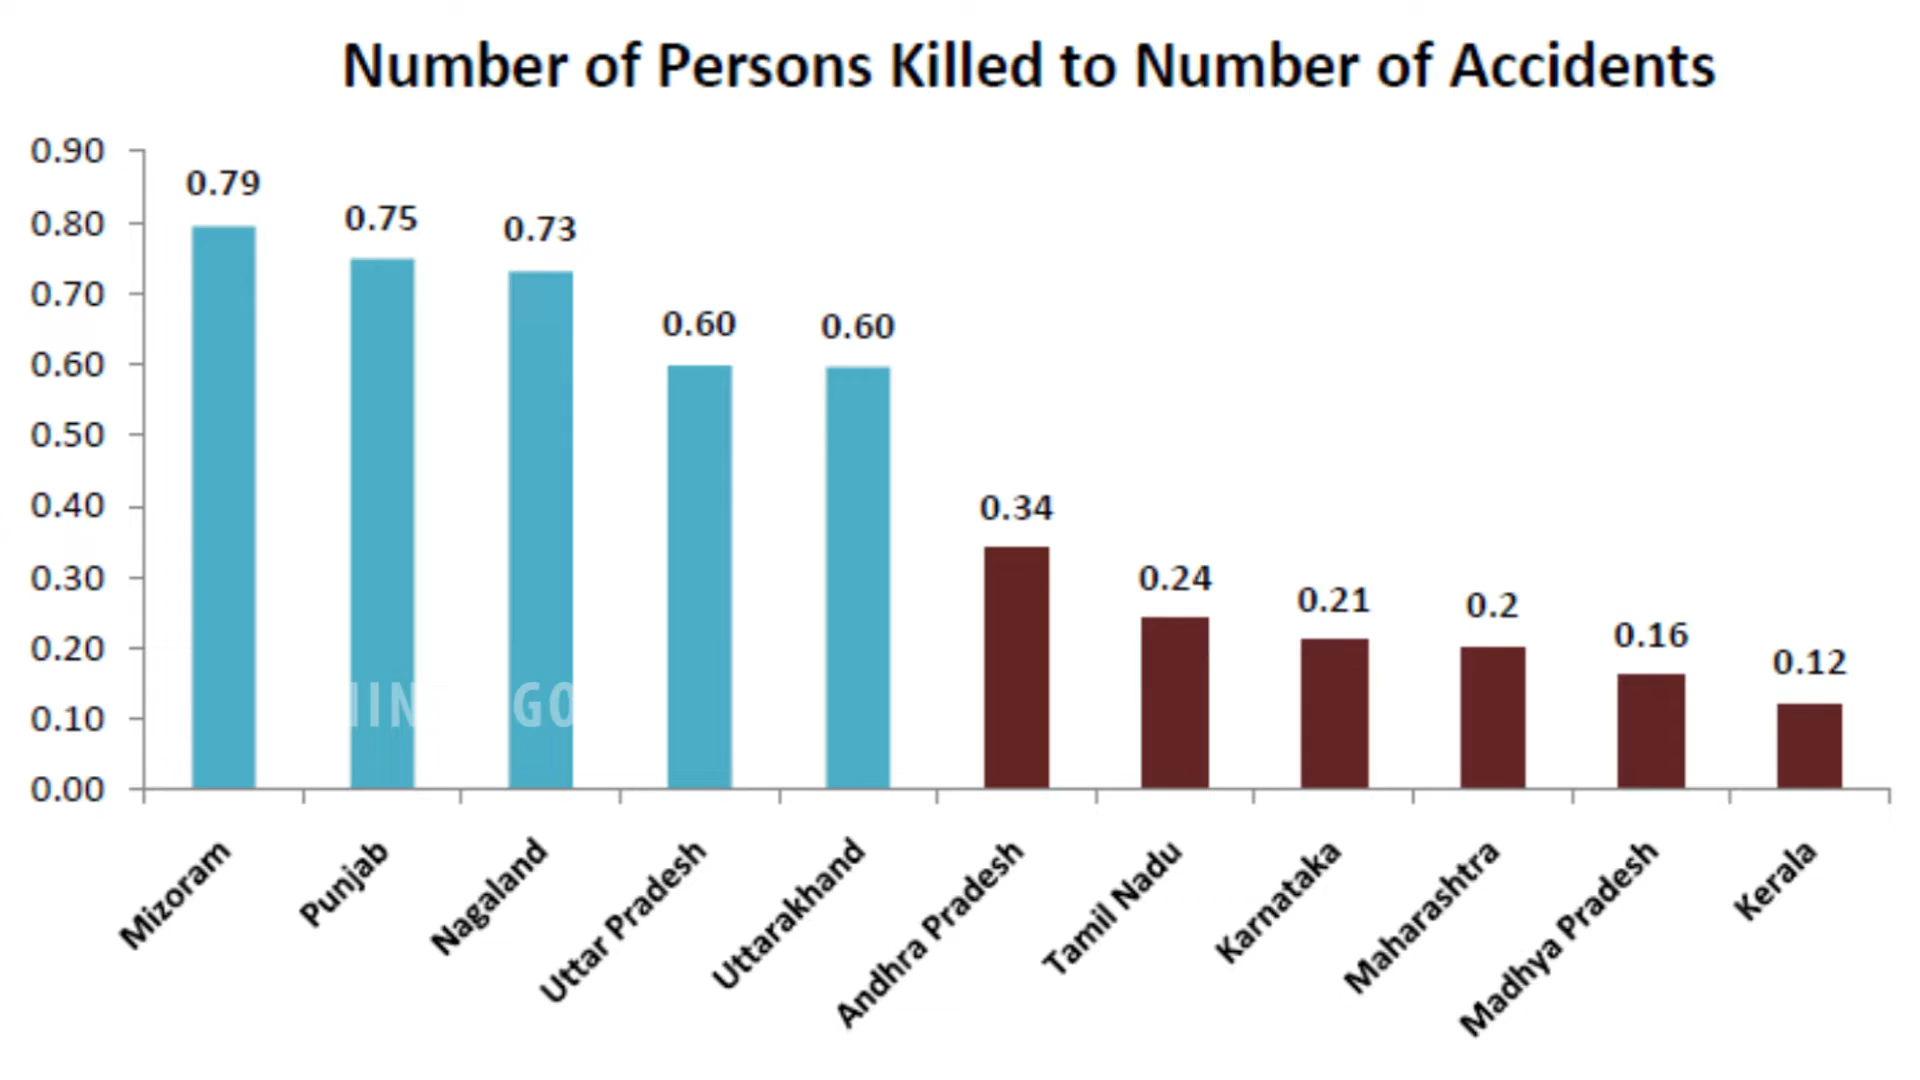 Number of Persons Killed to Number of Accidents
0.90
0.80
0.70
0.60
0.50
0.40
0.30
0.20
0.10
0.00
0.79
0.75
0.73
0.60
0.60
0.34
0.24
0.21
0.2
0.16
0.12
Mizoram
Punjab
Nagaland
Uttar Pradesh
Uttarakhand
Andhra Pradesh
Tamil Nadu
Karnataka
Maharashtra
Madhya Pradesh
Kerala